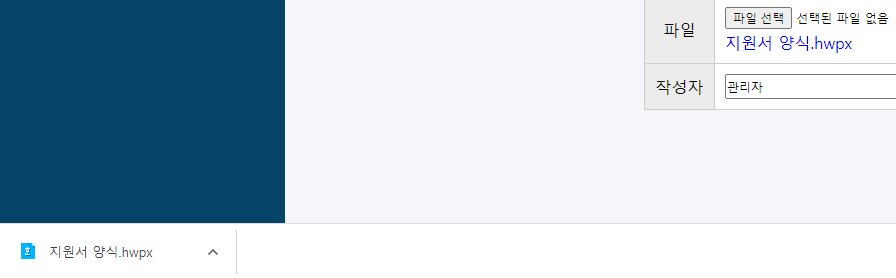 파일
파일 선택 선택된 파일 없음
지원서 양식.hwpx
작성자
관리자
지원서 양식.hwpx